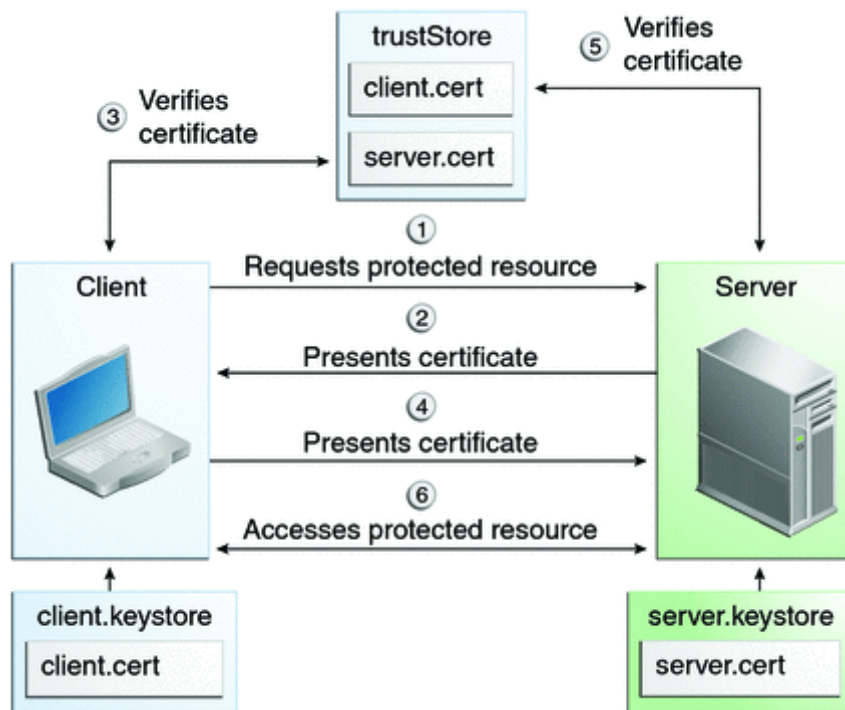 trustStore
client.cert
server.cert
5 Verifies
certificate
3 Verifies
certificate
1
Requests protected resource
Client
Server
2
Presents certificate
4
Presents certificate
6
Accesses protected resource
client.keystore
client.cert
server.keystore
server.cert